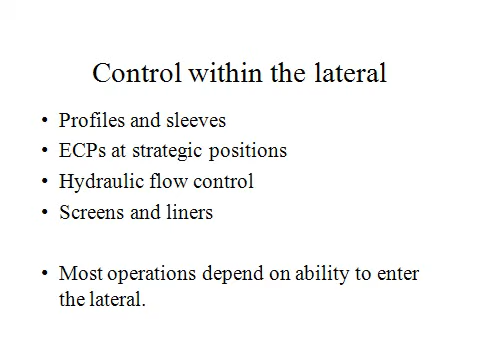 Control within the lateral
• Profiles and sleeves
• ECPs at strategic positions
• Hydraulic flow control
• Screens and liners
• Most operations depend on ability to enter
the lateral.